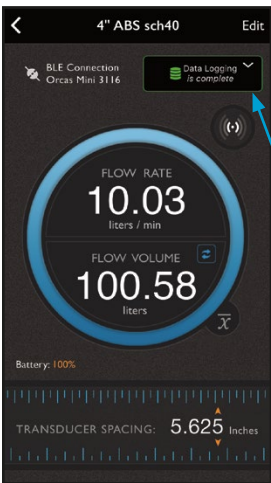 4" ABS sch40
Edit
BLE Connection
Orcas Mini 3116
Data Logging
is complete
FLOW RATE
10.03
liters / min
FLOW VOLUME
100.58
liters
x̄
Battery: 100%
TRANSDUCER SPACING: 5.625 Inches